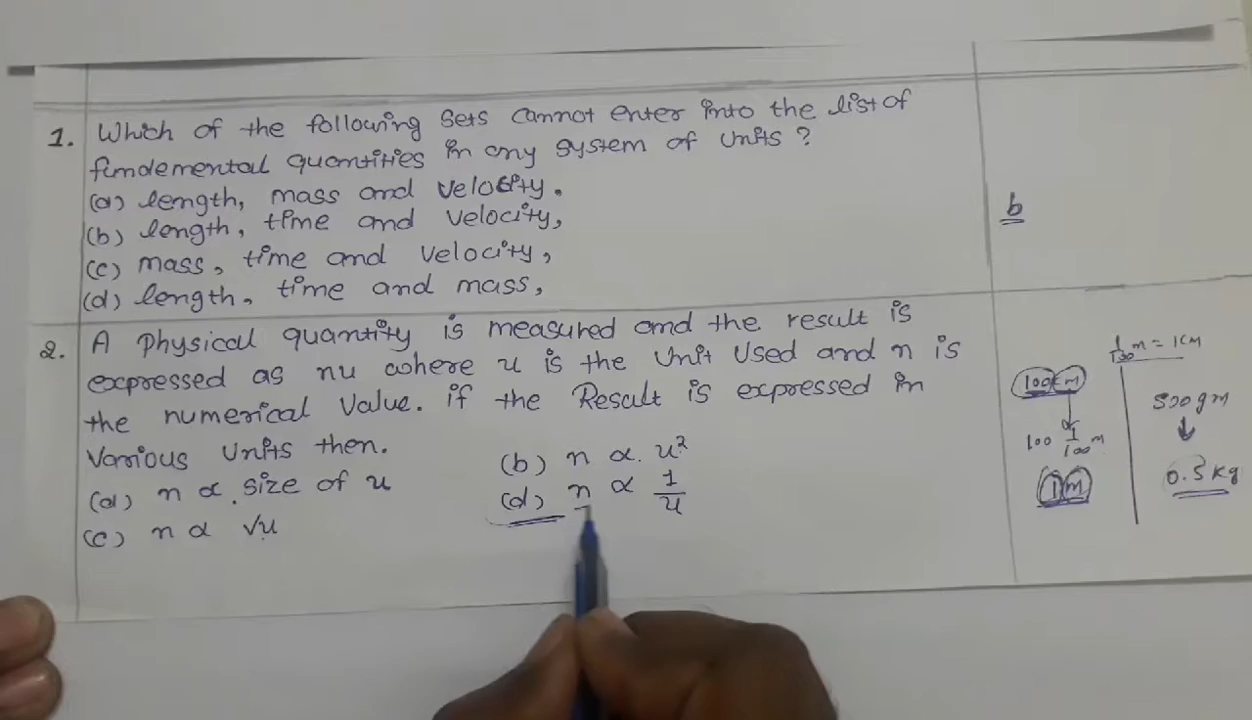 1. Which of the following sets cannot enter into the list of
fundemental quantities in any system of units ?
(a) length, mass and velocity.
(b) length, time and velocity,
(c) mass, time and velocity,
(d) length, time and mass,
b
2. A physical quantity is measured and the result is
expressed as nu where u is the Unit Used and n is
the numerical value. if the Result is expressed in
Various Units then.
(a) n ∝ size of u
(b) n ∝ u²
(c) n ∝ √u
(d) n ∝ 1/u
100cm
100 1/100 m
1m
1/100 m = 1cm
500gm
↓
0.5 kg